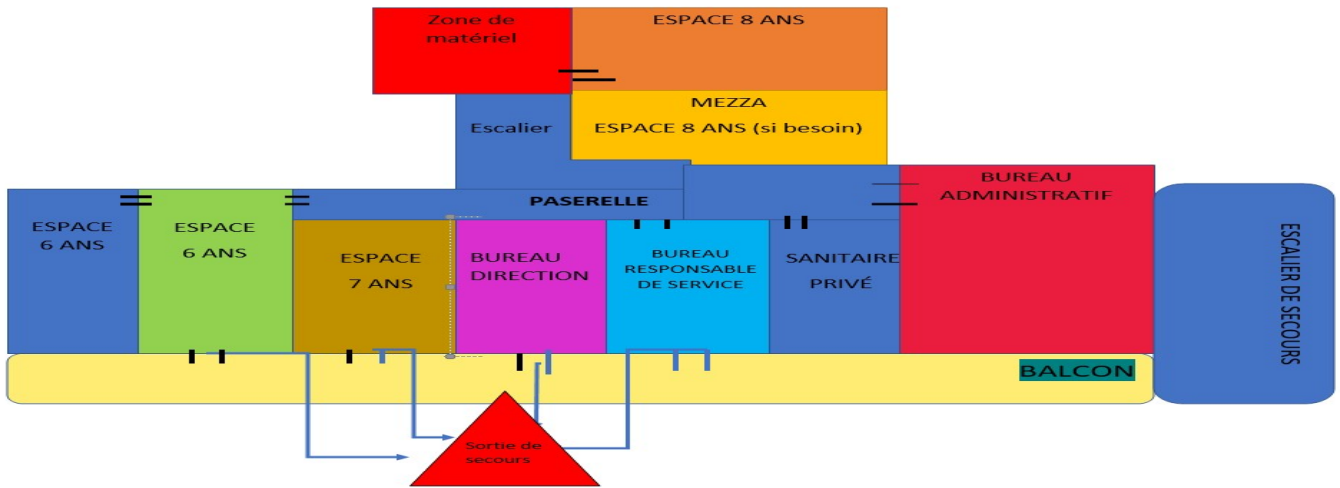 Zone de
matériel
ESPACE 8 ANS
MEZZA
ESPACE 8 ANS (si besoin)
Escalier
PASERELLE
BUREAU
ADMINISTRATIF
ESPACE
6 ANS
ESPACE
6 ANS
ESPACE
7 ANS
BUREAU
DIRECTION
BUREAU
RESPONSABLE
DE SERVICE
SANITAIRE
PRIVÉ
ESCALIER DE SECOURS
BALCON
Sortie de
secours